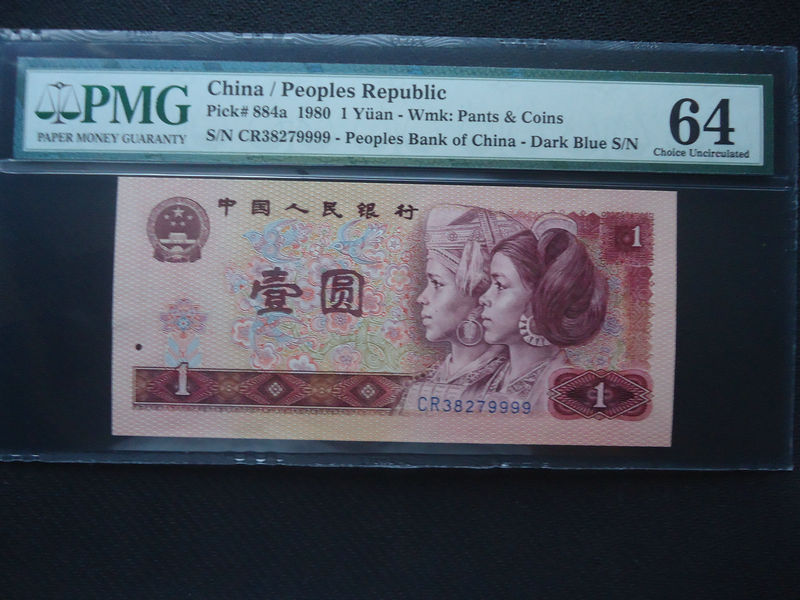 PMG
PAPER MONEY GUARANTY
China / Peoples Republic
Pick# 884a 1980 1 Yüan - Wmk: Pants & Coins
S/N CR38279999 - Peoples Bank of China - Dark Blue S/N
64
Choice Uncirculated
中国人民银行
1
壹圆
1
CR38279999
1